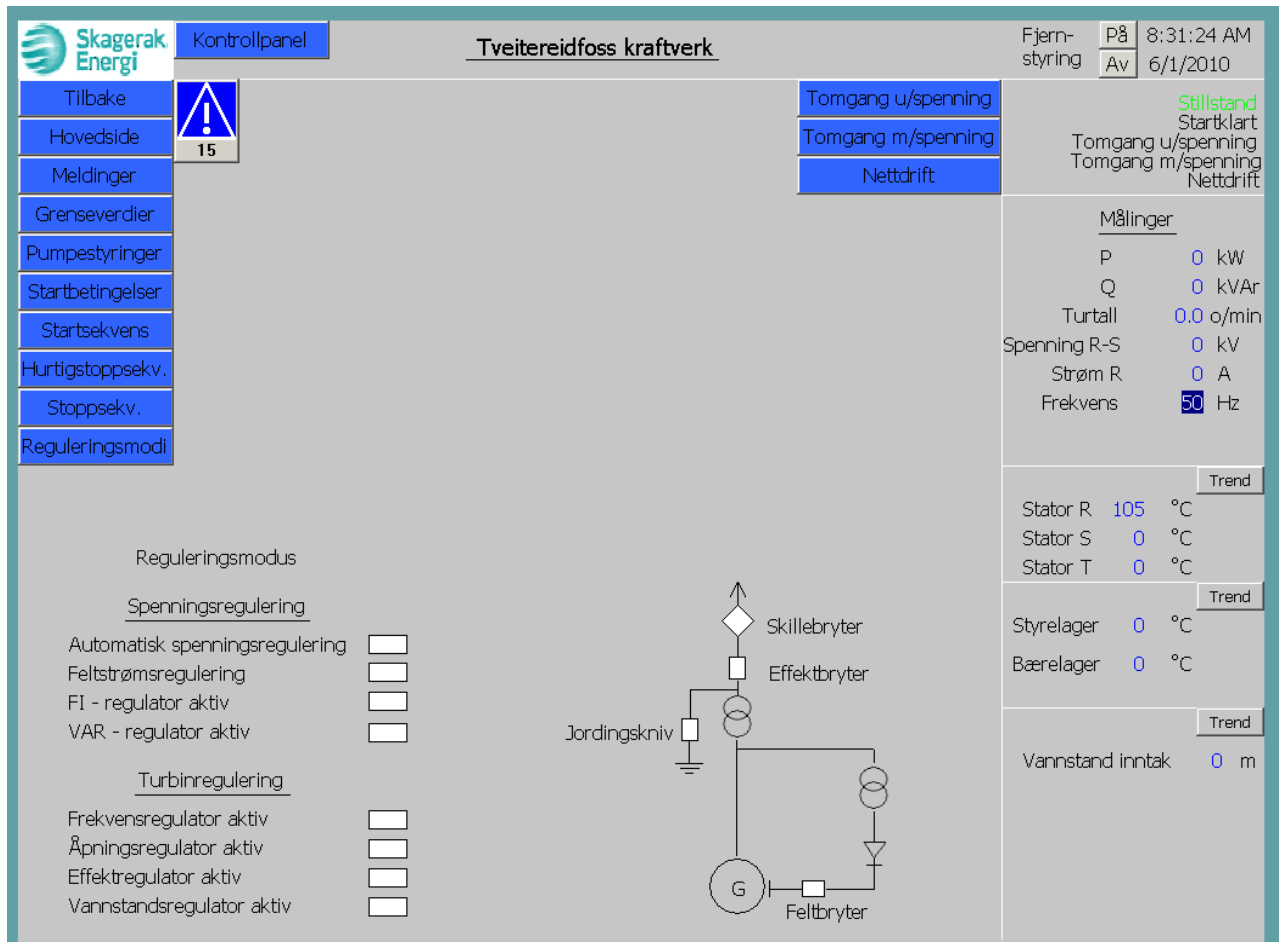 Skagerak Energi
Kontrollpanel
Tveitereidfoss kraftverk
Fjern-
styring
På
Av
8:31:24 AM
6/1/2010
Tilbake
Hovedside
Meldinger
Grenseverdier
Pumpestyringer
Startbetingelser
Startsekvens
Hurtigstoppsekv.
Stoppsekv.
Reguleringsmodi
15
Tomgang u/spenning
Tomgang m/spenning
Nettdrift
Stillstand
Startklart
Tomgang u/spenning
Tomgang m/spenning
Nettdrift
Målinger
P 0 kW
Q 0 kVAr
Turtall 0.0 o/min
Spenning R-S 0 kV
Strøm R 0 A
Frekvens 50 Hz
Trend
Stator R 105 °C
Stator S 0 °C
Stator T 0 °C
Trend
Styrelager 0 °C
Bærelager 0 °C
Trend
Vannstand inntak 0 m
Reguleringsmodus
Spenningsregulering
Automatisk spenningsregulering
Feltstrømsregulering
FI - regulator aktiv
VAR - regulator aktiv
Turbinregulering
Frekvensregulator aktiv
Åpningsregulator aktiv
Effektregulator aktiv
Vannstandsregulator aktiv
Skillebryter
Effektbryter
Jordingskniv
G
Feltbryter